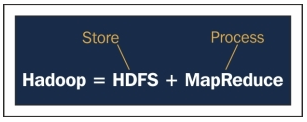 Store Process
Hadoop = HDFS + MapReduce